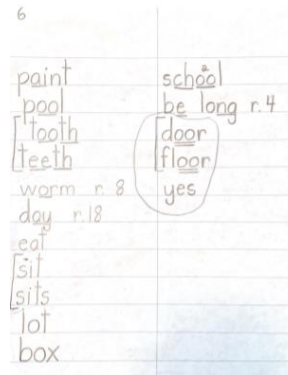 6
paint
pool
tooth
teeth
worm r. 8
day r.18
eat
sit
sits
lot
box
school
be long r.4
door
floor
yes